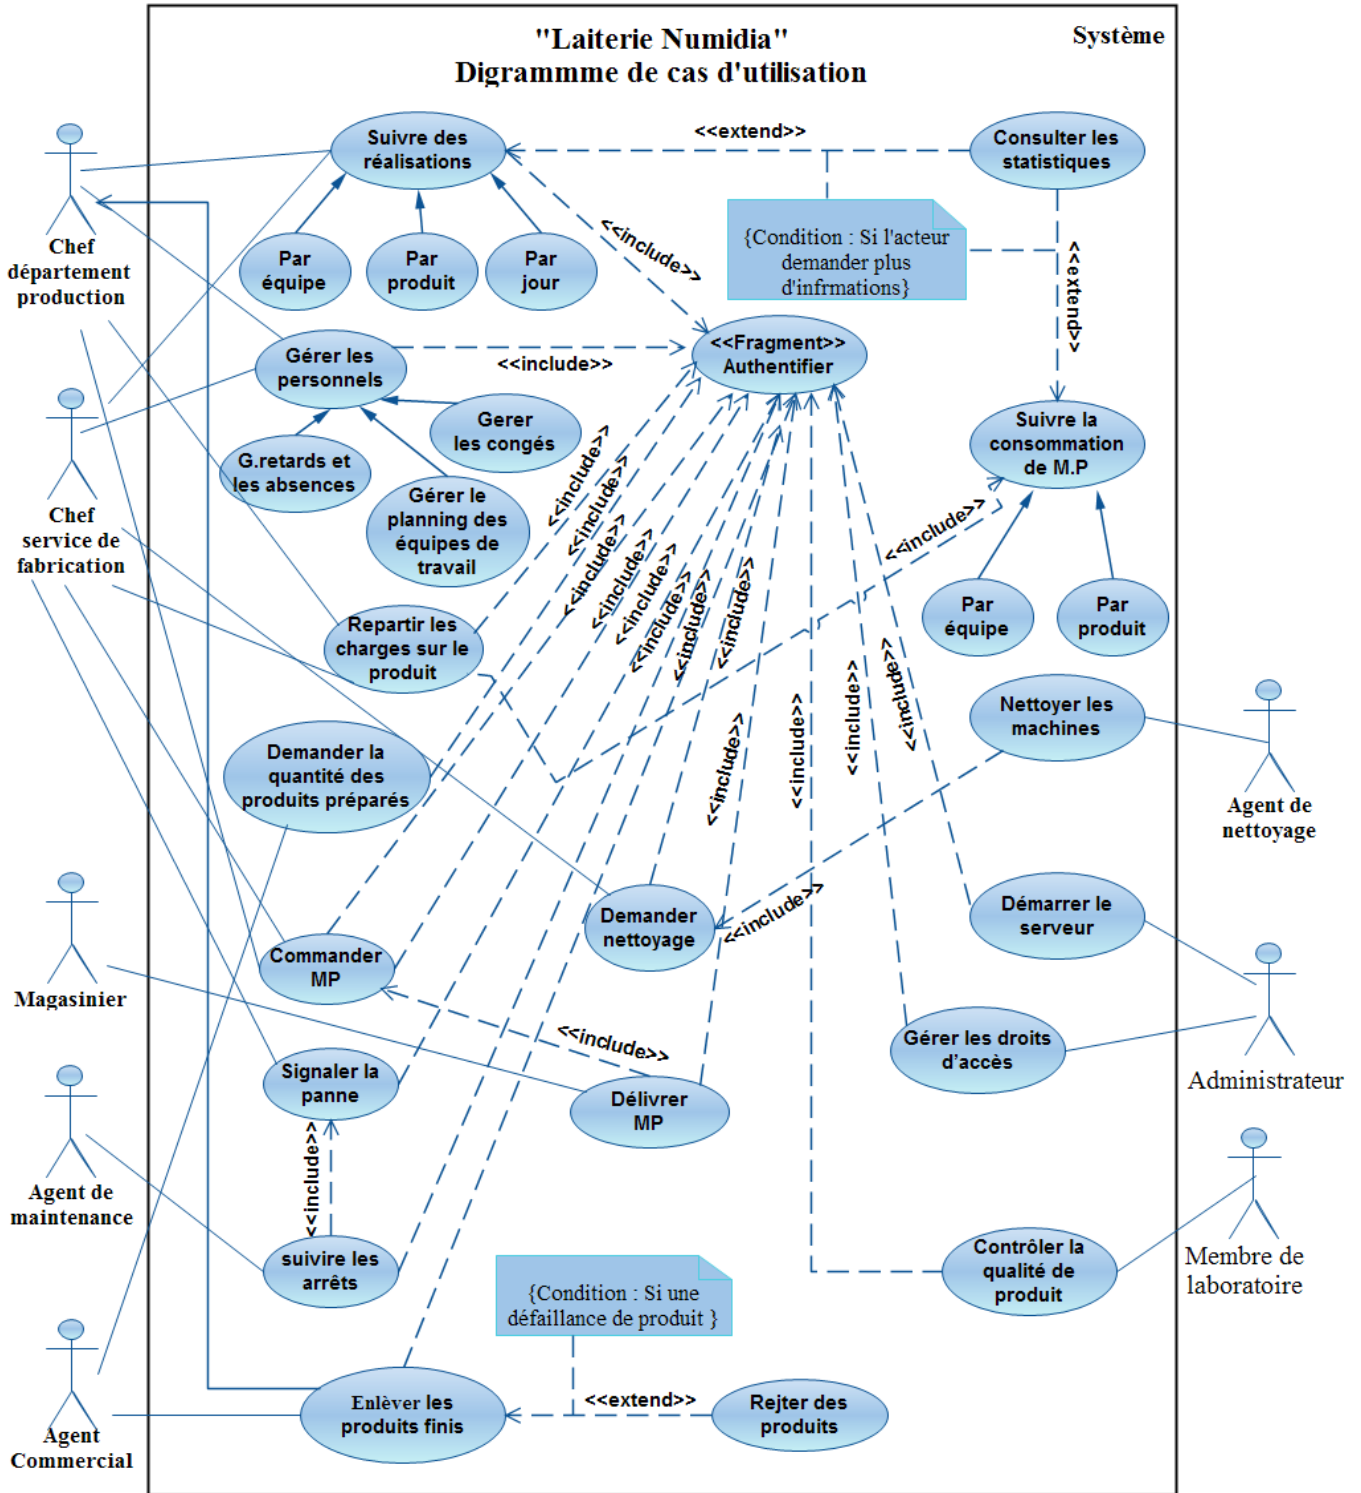 "Laiterie Numidia"
Système
Digrammme de cas d'utilisation
Suivre des
réalisations
<<extend>>
Consulter les
statistiques
Chef
département
production
Par
équipe
Par
produit
Par
jour
<<include>>
{Condition : Si l'acteur
demander plus
d'infrmations}
<<extend>>
Gérer les
personnels
<<include>>
<<Fragment>>
Authentifier
Gerer
les congés
G.retards et
les absences
Gérer le
planning des
équipes de
travail
Suivre la
consommation
de M.P
Chef
service de
fabrication
<<include>>
<<include>>
<<include>>
<<include>>
<<include>>
<<include>>
<<include>>
<<include>>
<<include>>
Par
équipe
Par
produit
Repartir les
charges sur le
produit
<<include>>
<<include>>
<<include>>
<<include>>
Nettoyer les
machines
Agent de
nettoyage
Demander la
quantité des
produits préparés
Demander
nettoyage
<<include>>
Démarrer le
serveur
Magasinier
Commander
MP
<<include>>
Gérer les droits
d'accès
Administrateur
Signaler la
panne
Délivrer
MP
<<include>>
Agent de
maintenance
suivire les
arrêts
Contrôler la
qualité de
produit
Membre de
laboratoire
{Condition : Si une
défaillance de produit }
Enlèver les
produits finis
<<extend>>
Rejter des
produits
Agent
Commercial